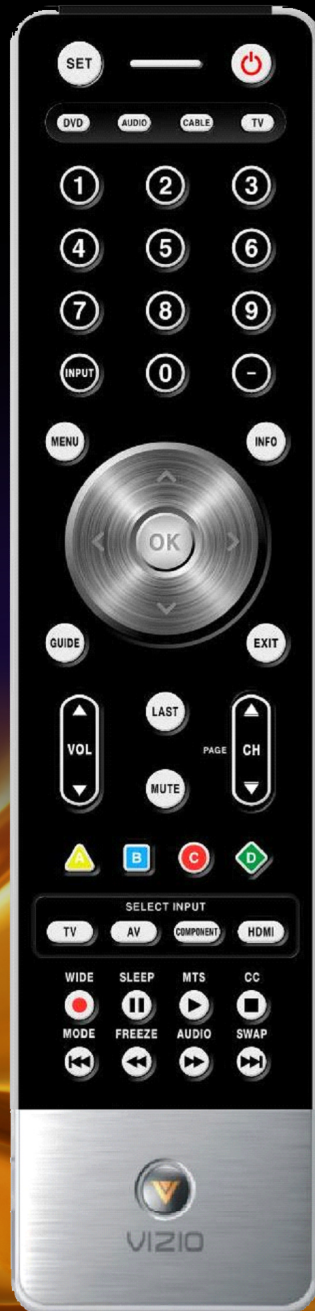 SET
DVD AUDIO CABLE TV
1 2 3
4 5 6
7 8 9
INPUT 0 -
MENU INFO
OK
GUIDE EXIT
LAST
VOL PAGE CH
MUTE
A B C D
SELECT INPUT
TV AV COMPONENT HDMI
WIDE SLEEP MTS CC
MODE FREEZE AUDIO SWAP
V
VIZIO